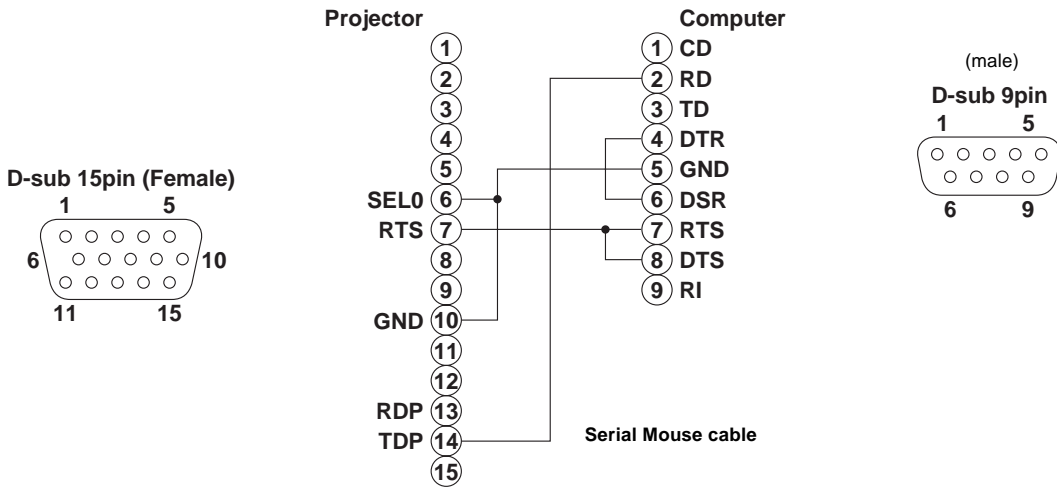 Projector
Computer
1
1 CD
2
2 RD
3
3 TD
4
4 DTR
5
5 GND
SEL0 6
6 DSR
RTS 7
7 RTS
8
8 DTS
9
9 RI
GND 10
11
12
RDP 13
TDP 14
15
Serial Mouse cable
D-sub 15pin (Female)
1 5
6 10
11 15
(male)
D-sub 9pin
1 5
6 9